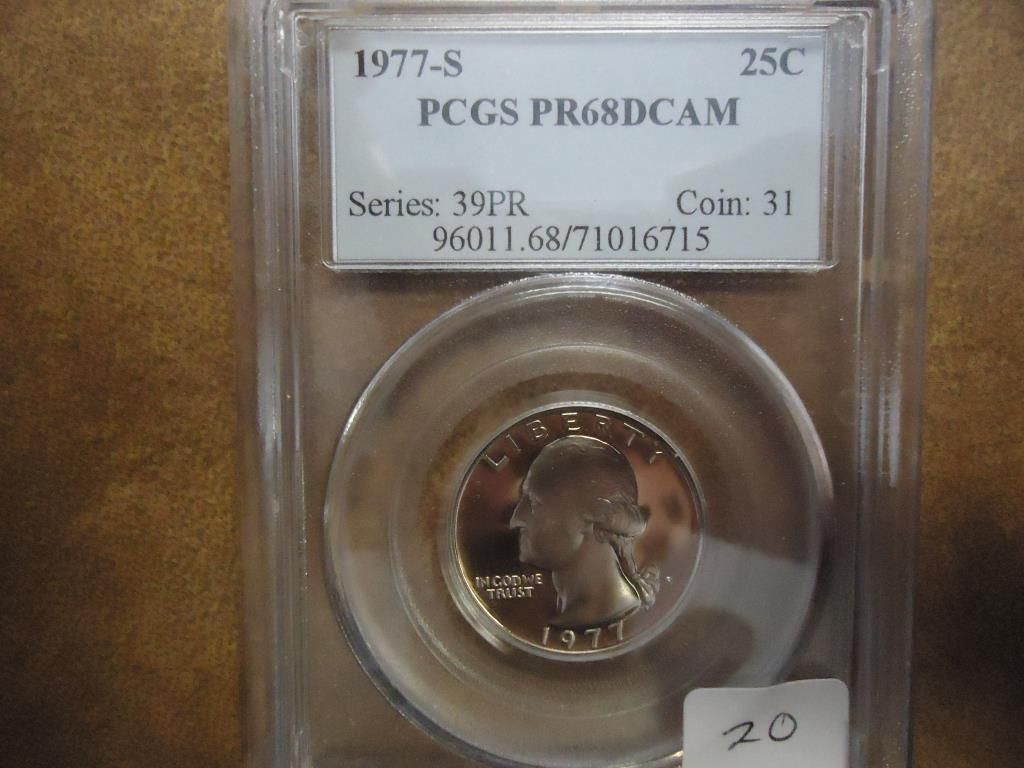 1977-S 25C
PCGS PR68DCAM
Series: 39PR Coin: 31
96011.68/71016715
LIBERTY
IN GOD WE
TRUST
1977
20